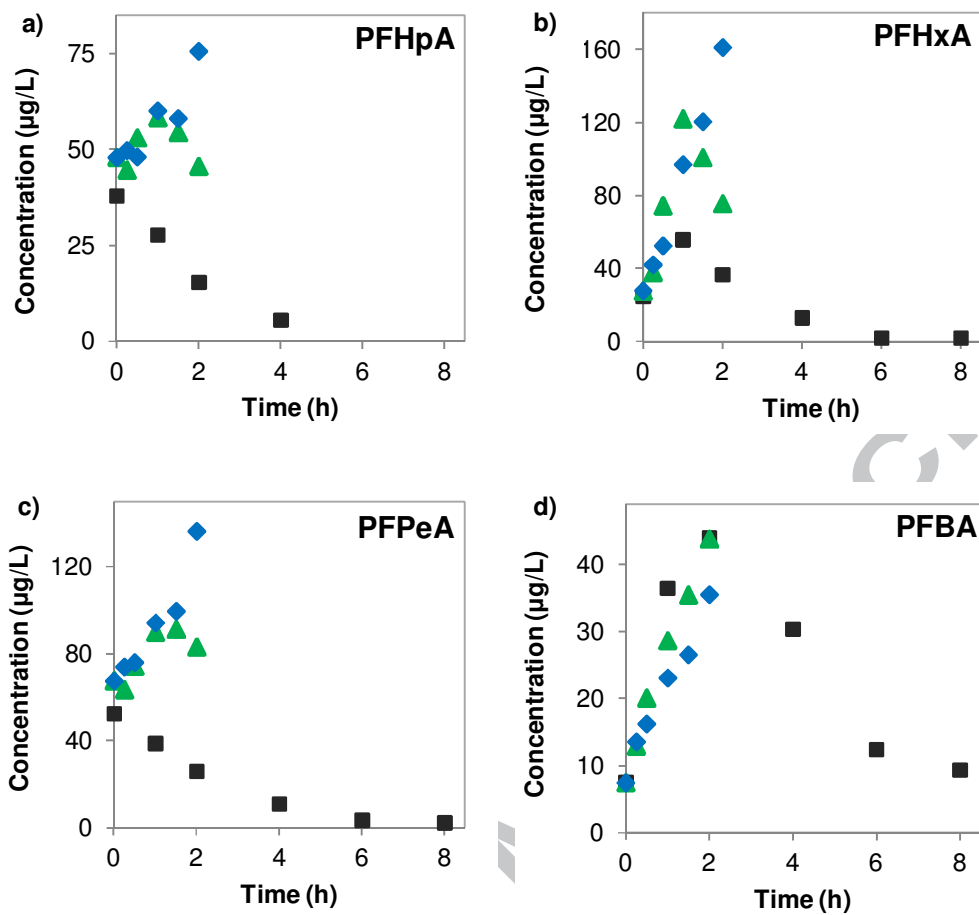 a)
PFHpA
Concentration (µg/L)
75
50
25
0
0 2 4 6 8
Time (h)
b)
PFHxA
Concentration (µg/L)
160
120
80
40
0
0 2 4 6 8
Time (h)
c)
PFPeA
Concentration (µg/L)
120
80
40
0
0 2 4 6 8
Time (h)
d)
PFBA
Concentration (µg/L)
40
30
20
10
0
0 2 4 6 8
Time (h)